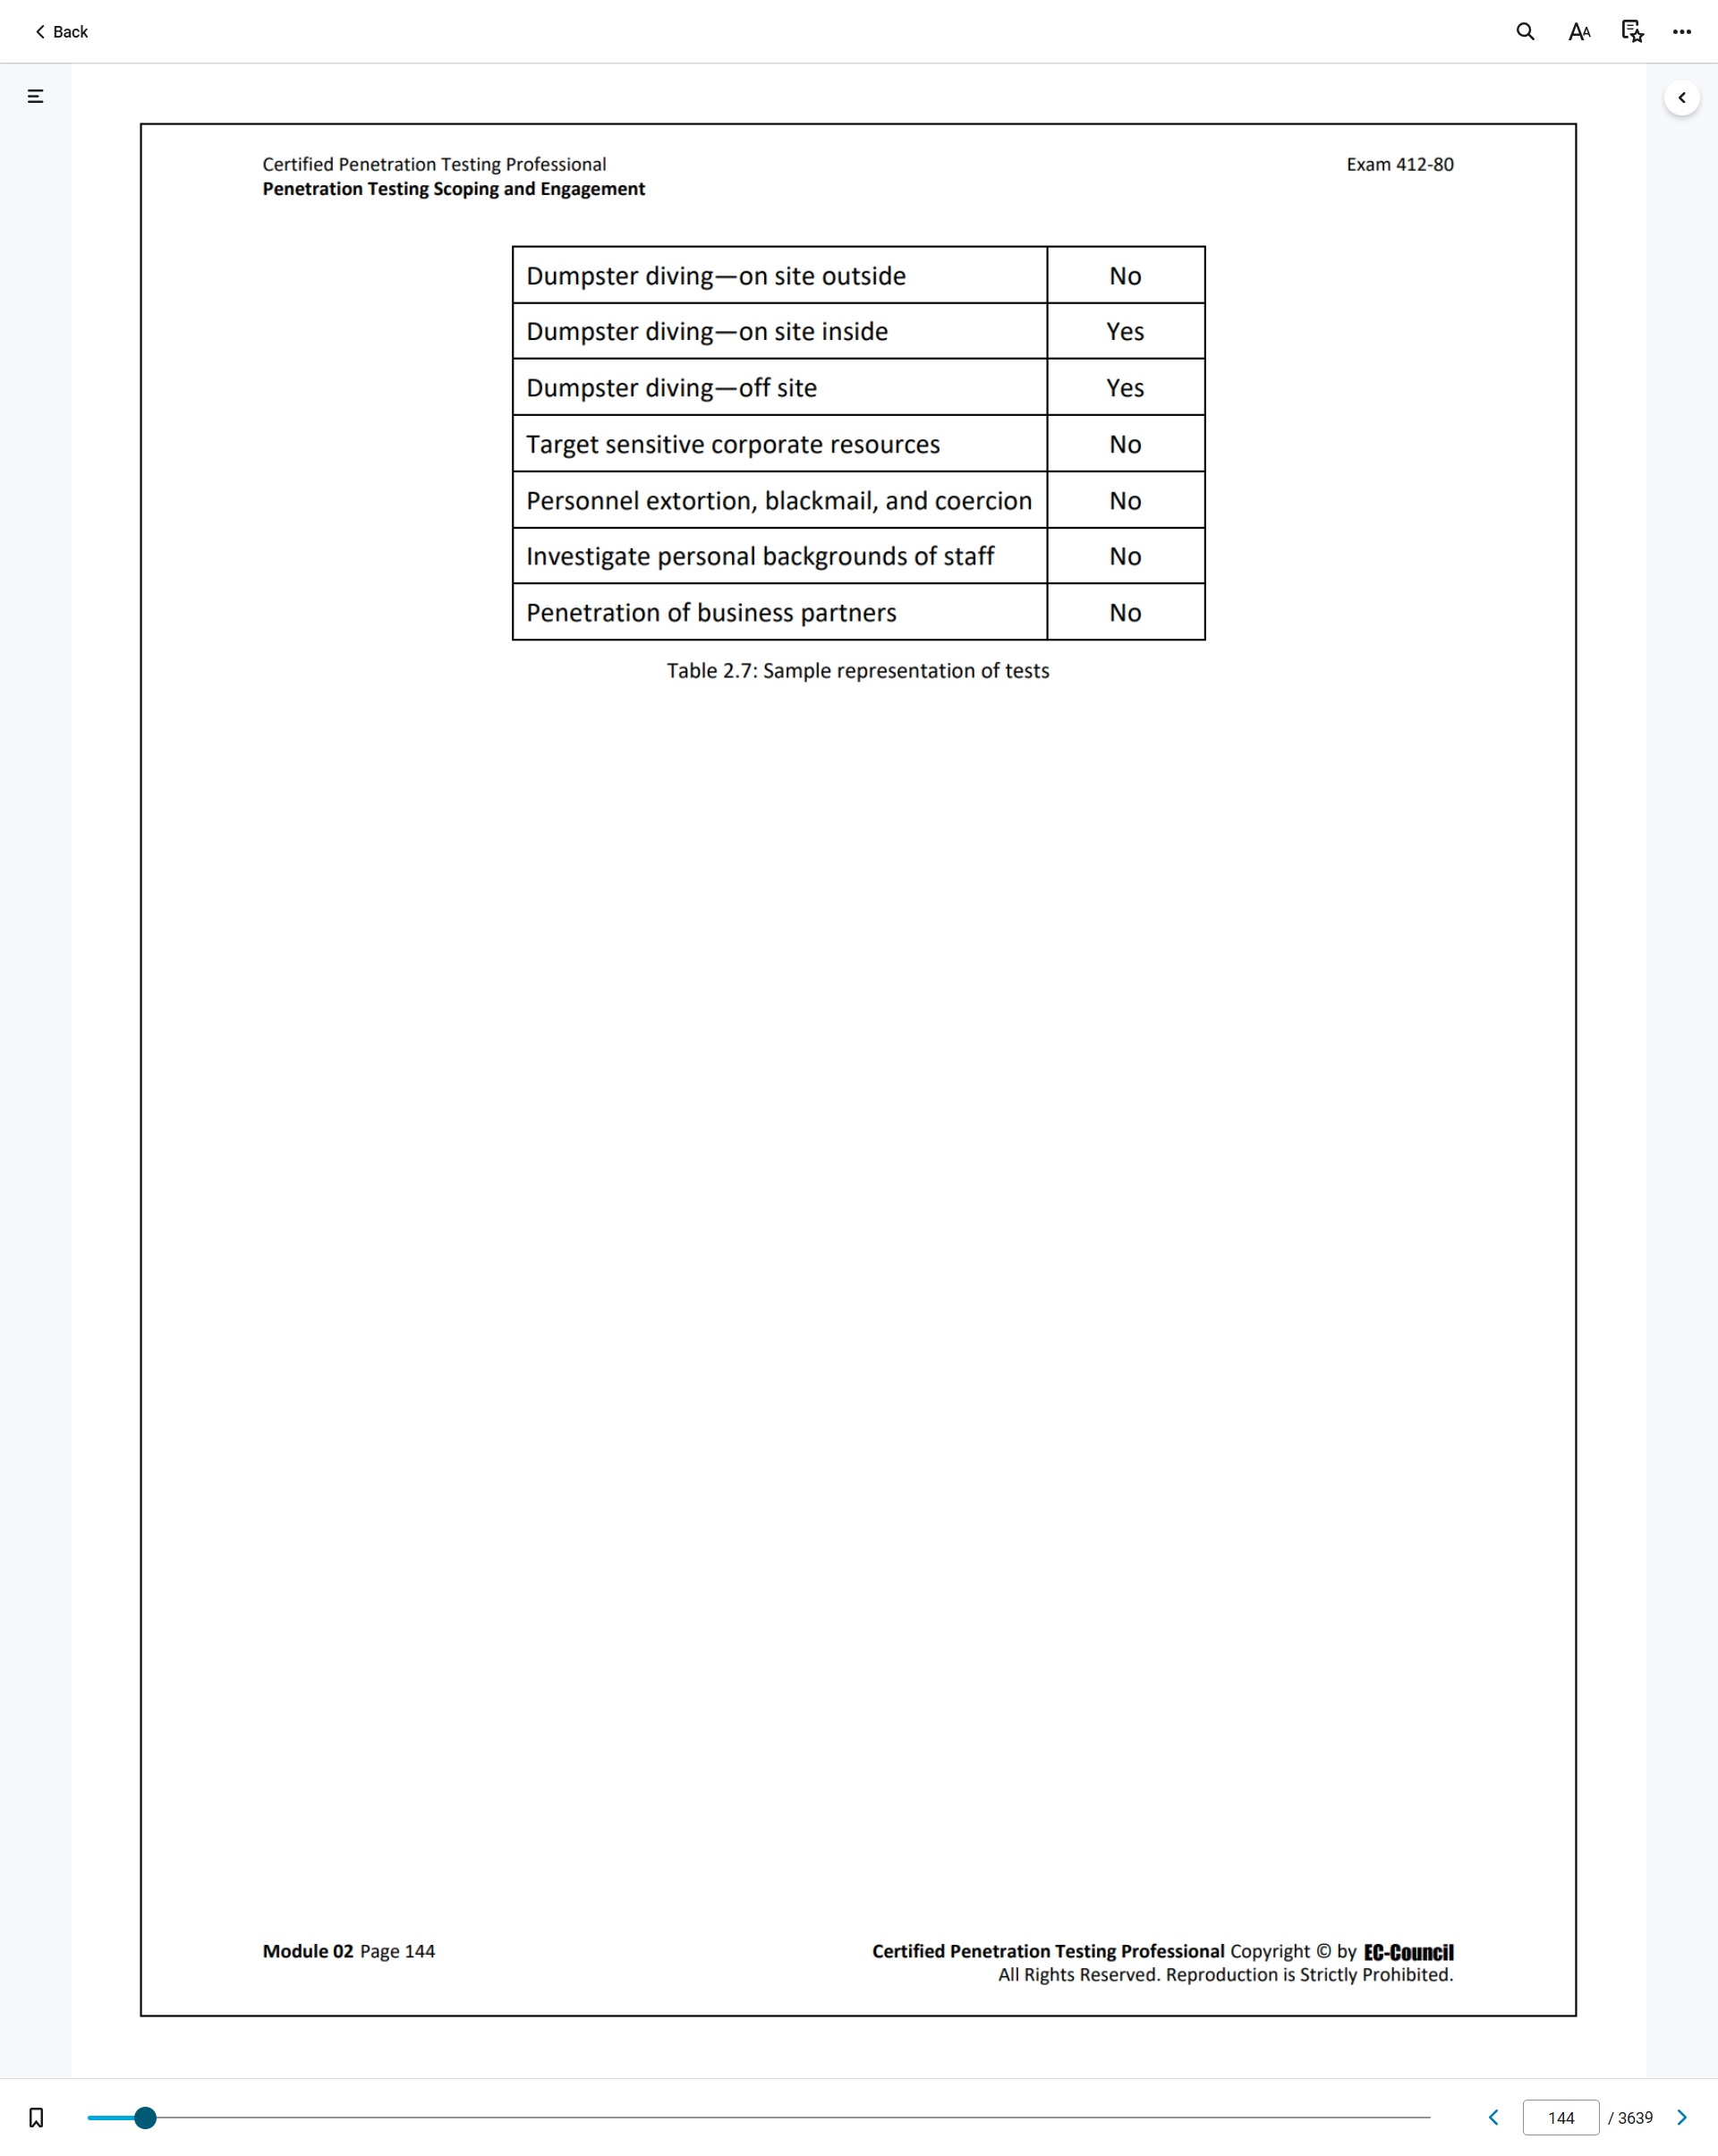 Back
Certified Penetration Testing Professional
Exam 412-80
Penetration Testing Scoping and Engagement
Dumpster diving—on site outside No
Dumpster diving—on site inside Yes
Dumpster diving—off site Yes
Target sensitive corporate resources No
Personnel extortion, blackmail, and coercion No
Investigate personal backgrounds of staff No
Penetration of business partners No
Table 2.7: Sample representation of tests
Module 02 Page 144
Certified Penetration Testing Professional Copyright © by EC-Council
All Rights Reserved. Reproduction is Strictly Prohibited.
144 / 3639